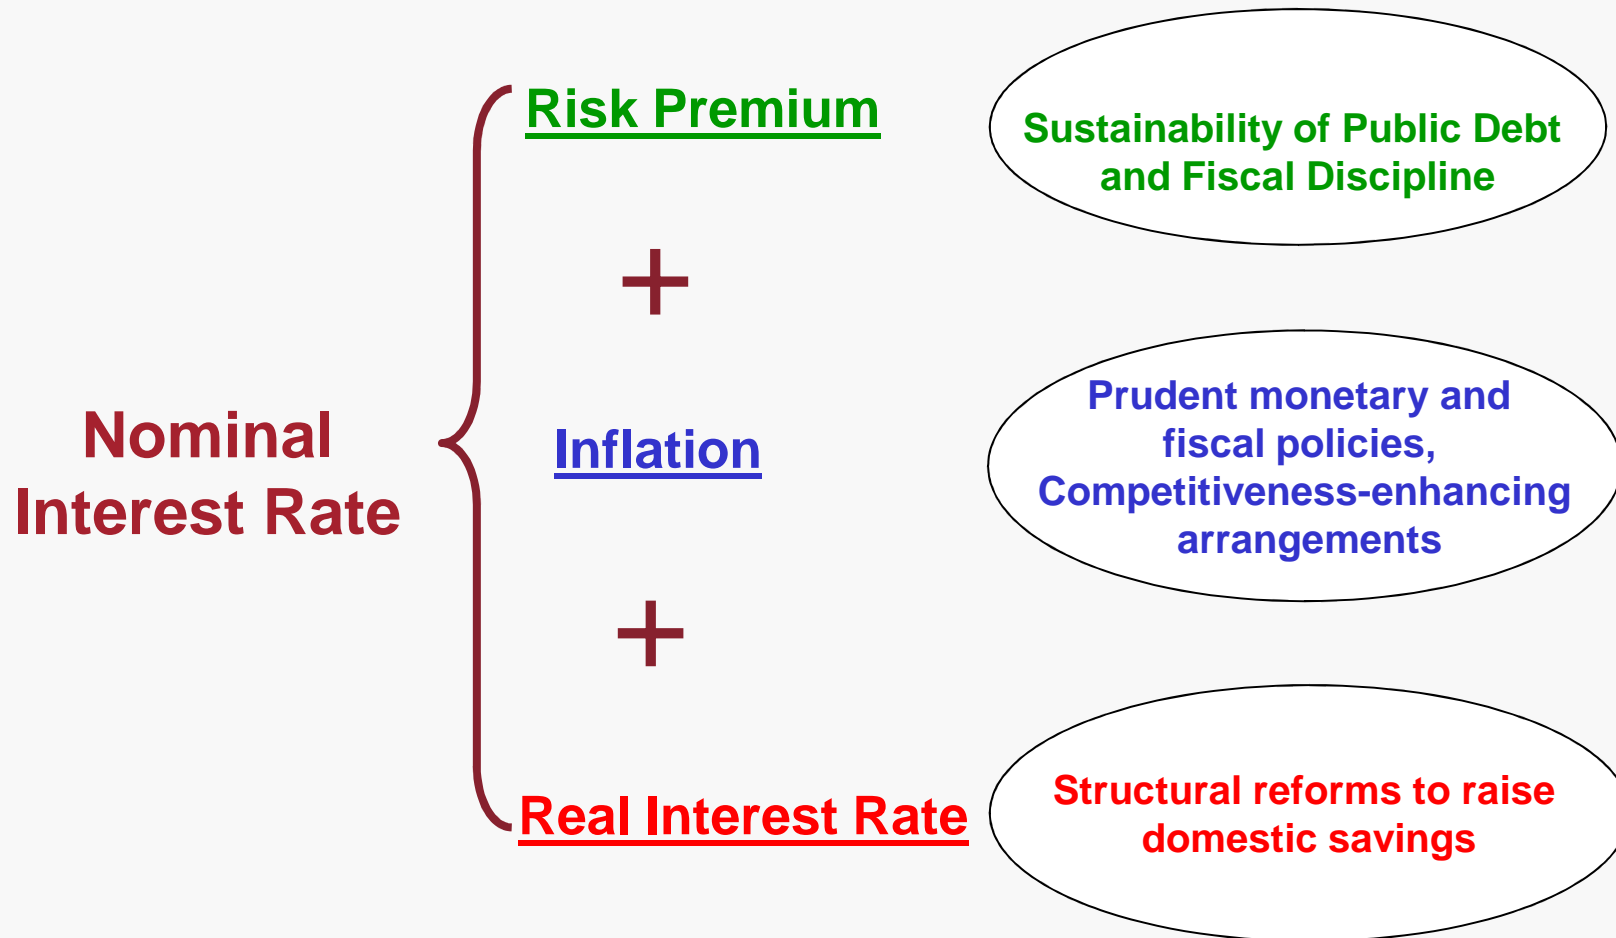 Risk Premium
Sustainability of Public Debt
and Fiscal Discipline
+
Nominal
Interest Rate
Inflation
Prudent monetary and
fiscal policies,
Competitiveness-enhancing
arrangements
+
Real Interest Rate
Structural reforms to raise
domestic savings